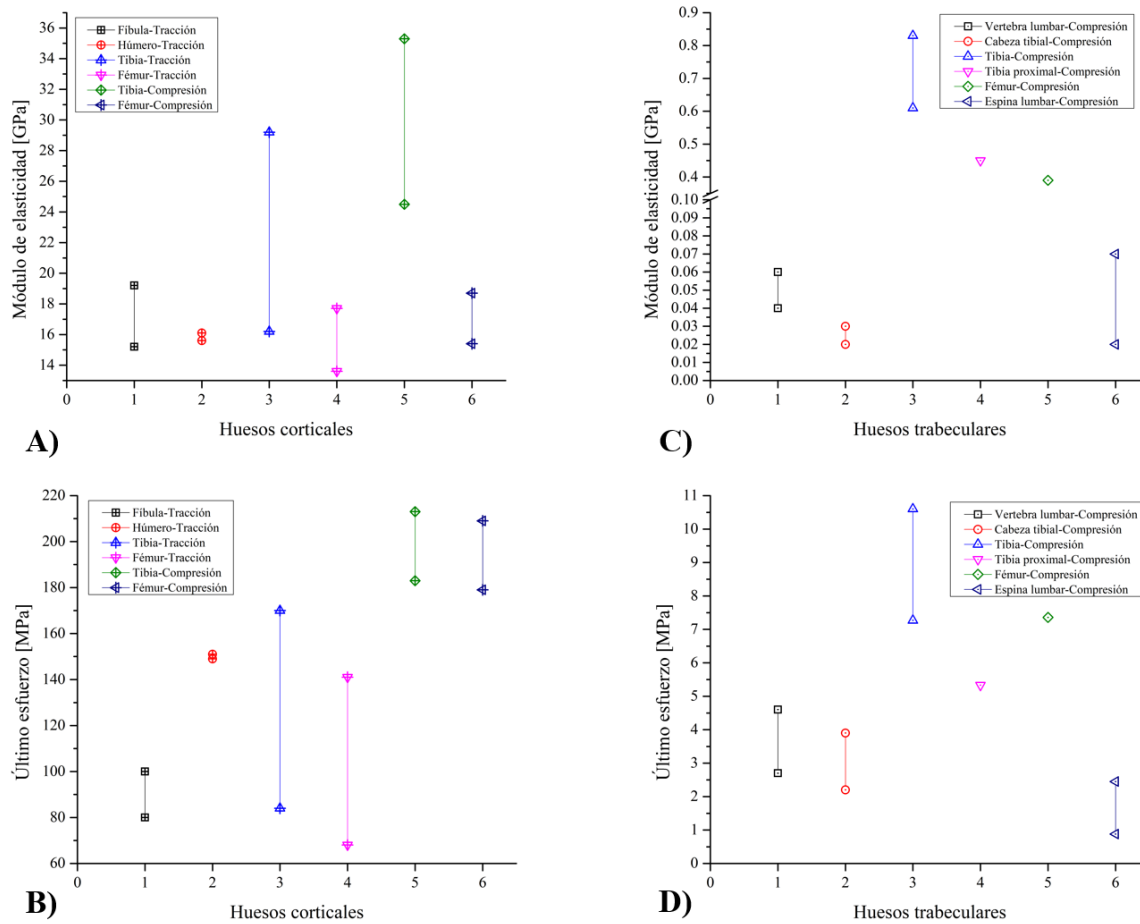 Fíbula-Tracción
Húmero-Tracción
Tibia-Tracción
Fémur-Tracción
Tibia-Compresión
Fémur-Compresión
Módulo de elasticidad [GPa]
36
34
32
30
28
26
24
22
20
18
16
14
0 1 2 3 4 5 6
Huesos corticales
A)
Vertebra lumbar-Compresión
Cabeza tibial-Compresión
Tibia-Compresión
Tibia proximal-Compresión
Fémur-Compresión
Espina lumbar-Compresión
Módulo de elasticidad [GPa]
0.9
0.8
0.7
0.6
0.5
0.4
0.10
0.09
0.08
0.07
0.06
0.05
0.04
0.03
0.02
0.01
0.00
0 1 2 3 4 5 6
Huesos trabeculares
C)
Fíbula-Tracción
Húmero-Tracción
Tibia-Tracción
Fémur-Tracción
Tibia-Compresión
Fémur-Compresión
Último esfuerzo [MPa]
220
200
180
160
140
120
100
80
60
0 1 2 3 4 5 6
Huesos corticales
B)
Vertebra lumbar-Compresión
Cabeza tibial-Compresión
Tibia-Compresión
Tibia proximal-Compresión
Fémur-Compresión
Espina lumbar-Compresión
Último esfuerzo [MPa]
11
10
9
8
7
6
5
4
3
2
1
0
0 1 2 3 4 5 6
Huesos trabeculares
D)